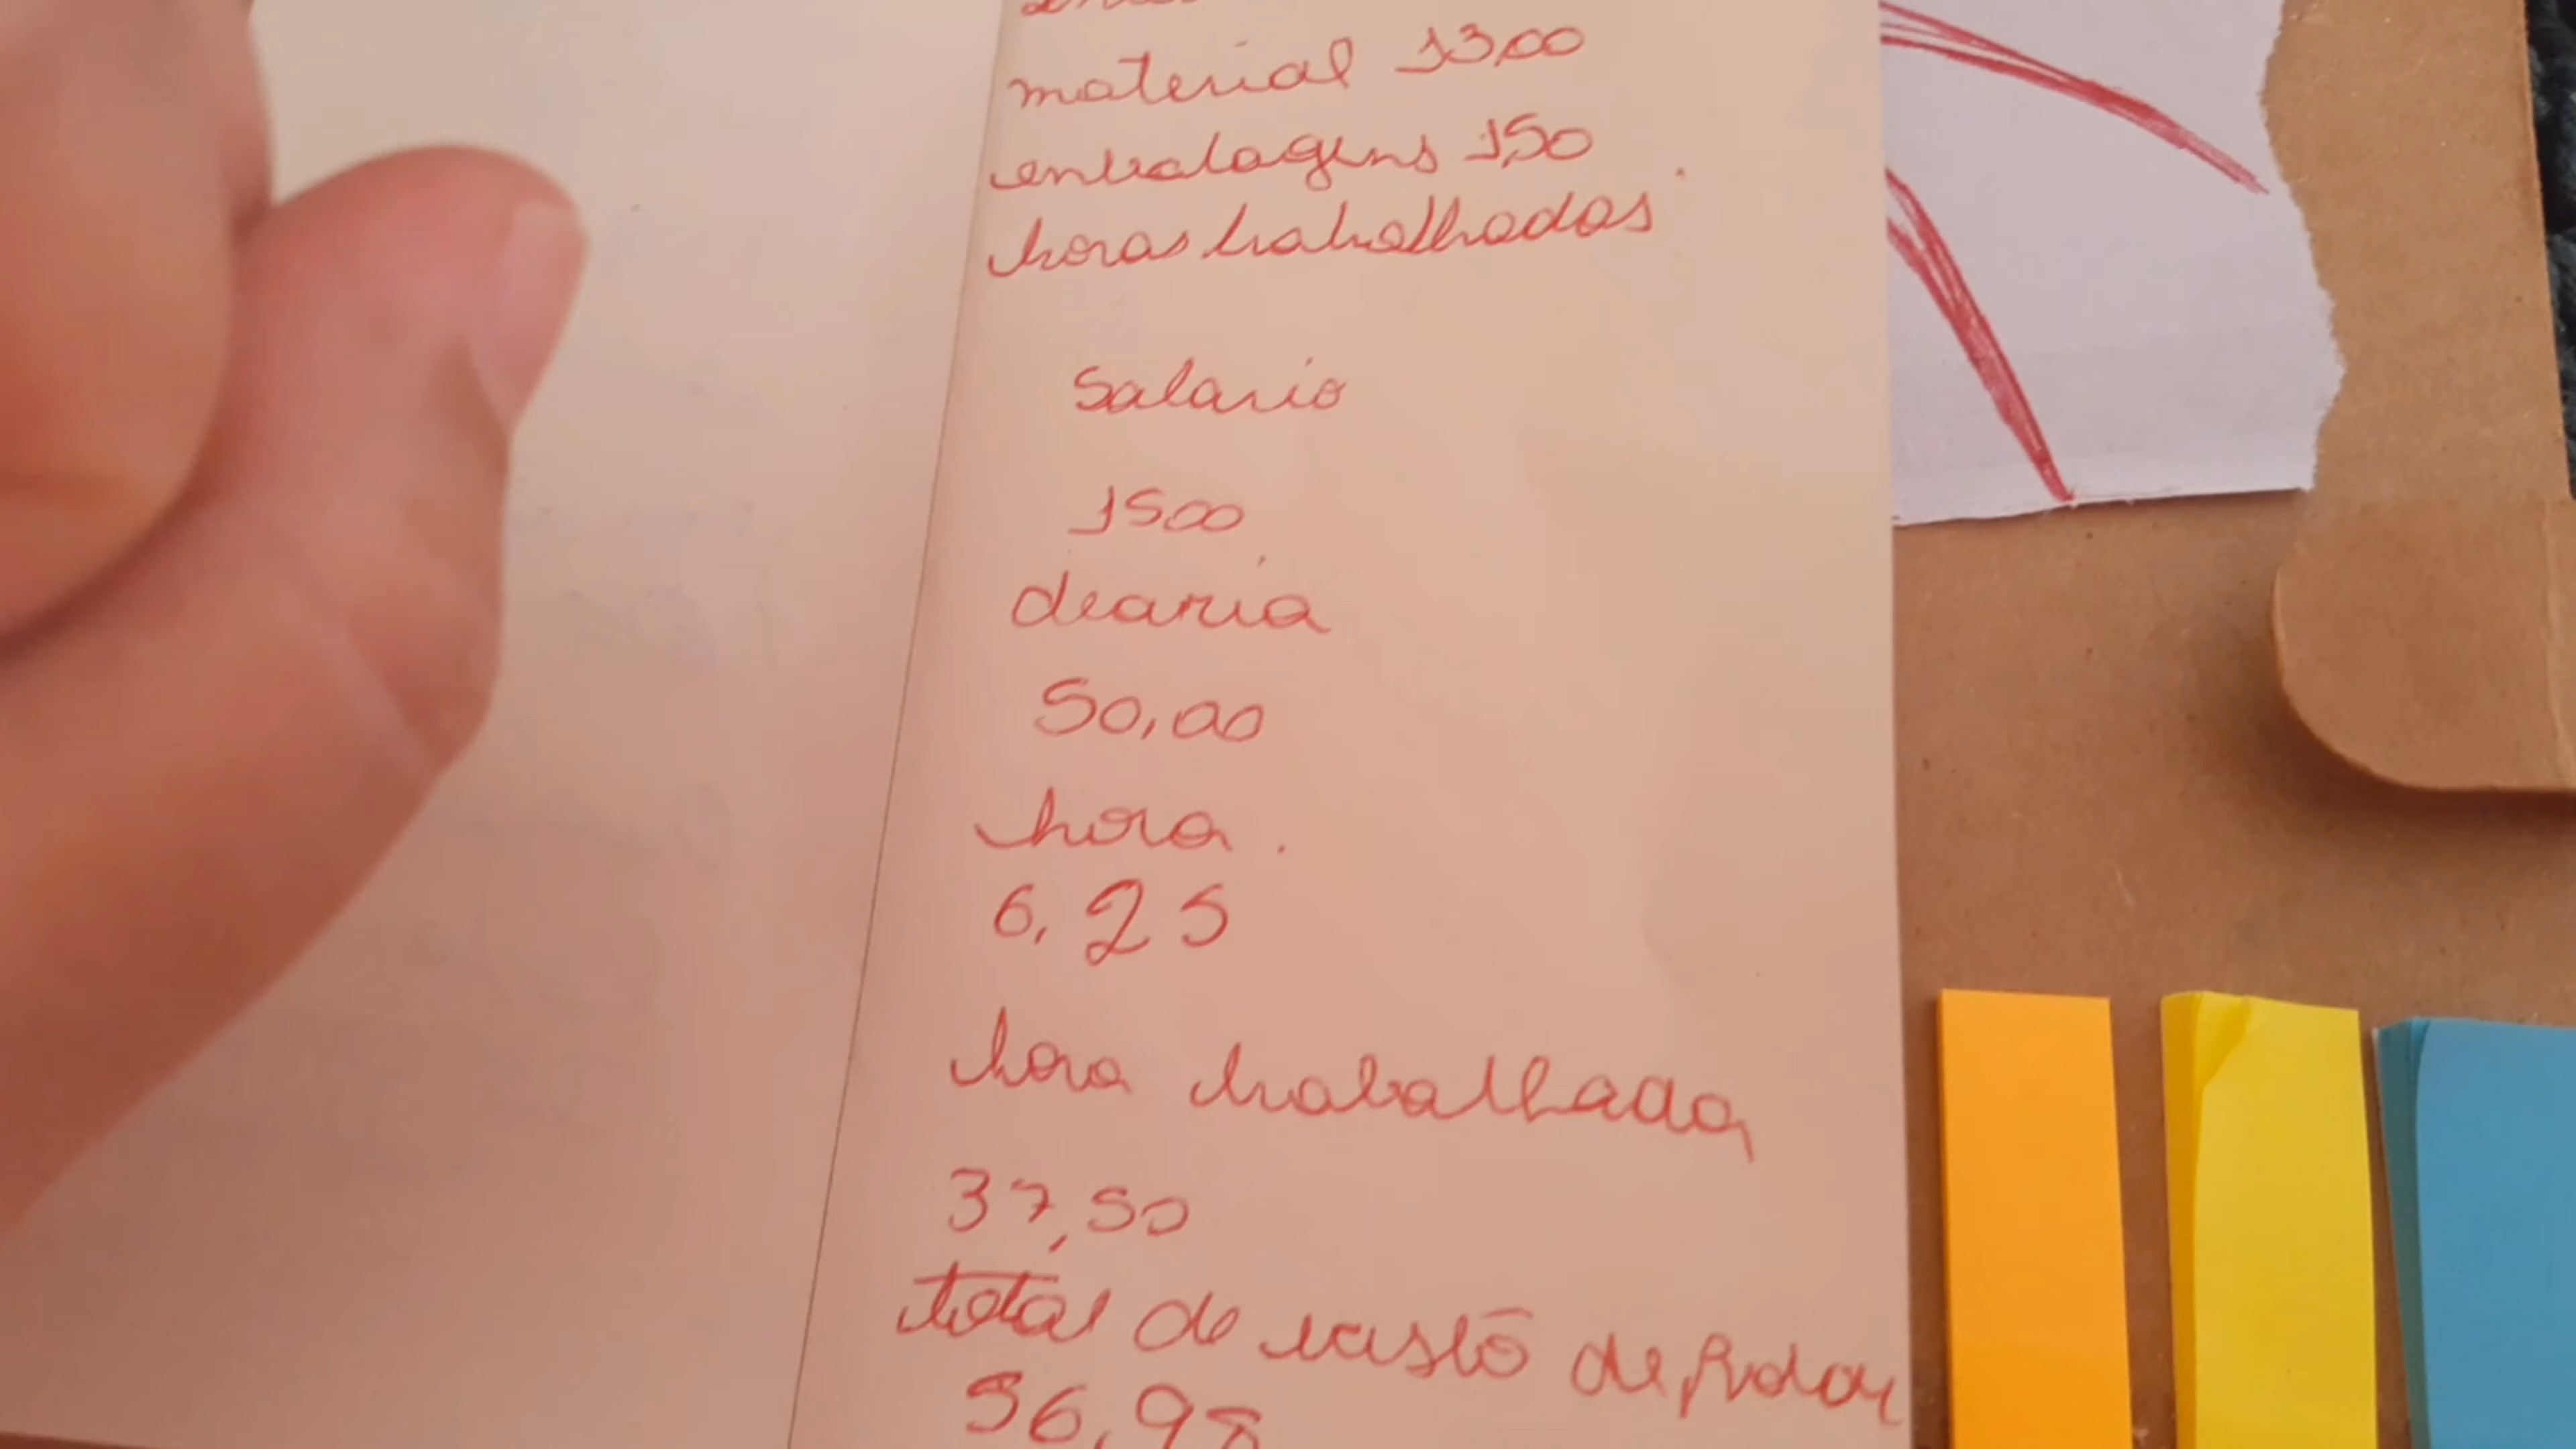 material 13,00
embalagens 1,50
horas trabalhadas
Salario
1500
diaria
50,00
hora.
6,25
hora trabalhada
37,50
total de custo de
56,98